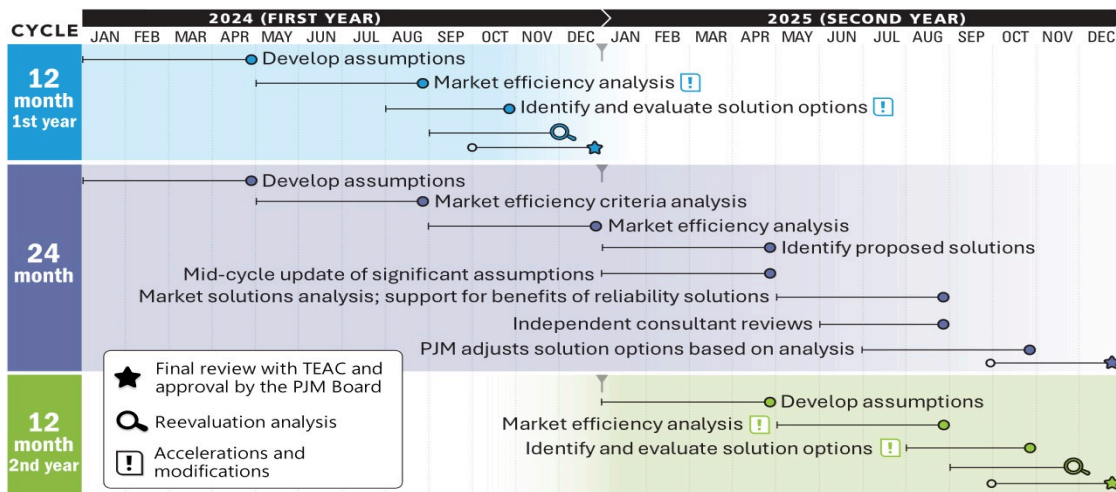 CYCLE
2024 (FIRST YEAR)
2025 (SECOND YEAR)
JAN FEB MAR APR MAY JUN JUL AUG SEP OCT NOV DEC JAN FEB MAR APR MAY JUN JUL AUG SEP OCT NOV DEC
12
month
1st year
Develop assumptions
Market efficiency analysis !
Identify and evaluate solution options !
24
month
Develop assumptions
Market efficiency criteria analysis
Market efficiency analysis
Identify proposed solutions
Mid-cycle update of significant assumptions
Market solutions analysis; support for benefits of reliability solutions
Independent consultant reviews
PJM adjusts solution options based on analysis
12
month
2nd year
Develop assumptions
Market efficiency analysis !
Identify and evaluate solution options !
Final review with TEAC and
approval by the PJM Board
Reevaluation analysis
! Accelerations and
modifications